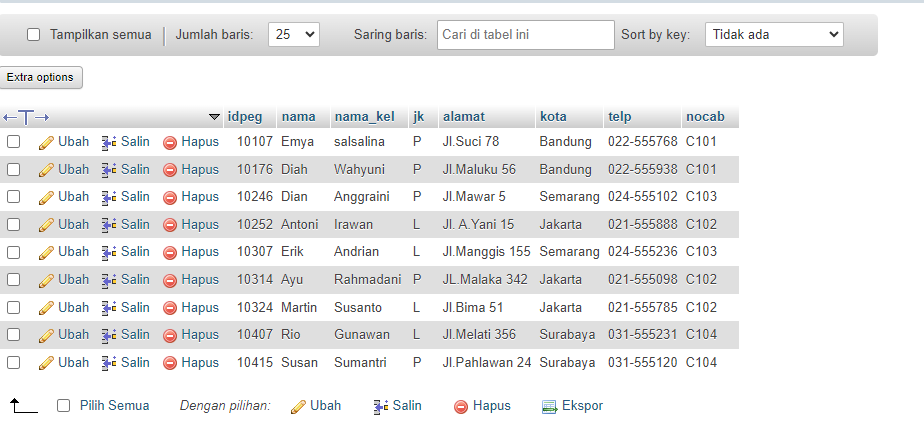 Tampilkan semua Jumlah baris: 25 Saring baris: Cari di tabel ini Sort by key: Tidak ada
Extra options
idpeg nama nama_kel jk alamat kota telp nocab
Ubah Salin Hapus 10107 Emya salsalina P Jl.Suci 78 Bandung 022-555768 C101
Ubah Salin Hapus 10176 Diah Wahyuni P Jl.Maluku 56 Bandung 022-555938 C101
Ubah Salin Hapus 10246 Dian Anggraini P Jl.Mawar 5 Semarang 024-555102 C103
Ubah Salin Hapus 10252 Antoni Irawan L Jl. A.Yani 15 Jakarta 021-555888 C102
Ubah Salin Hapus 10307 Erik Andrian L Jl.Manggis 155 Semarang 024-555236 C103
Ubah Salin Hapus 10314 Ayu Rahmadani P JL.Malaka 342 Jakarta 021-555098 C102
Ubah Salin Hapus 10324 Martin Susanto L Jl.Bima 51 Jakarta 021-555785 C102
Ubah Salin Hapus 10407 Rio Gunawan L Jl.Melati 356 Surabaya 031-555231 C104
Ubah Salin Hapus 10415 Susan Sumantri P Jl.Pahlawan 24 Surabaya 031-555120 C104
Pilih Semua Dengan pilihan: Ubah Salin Hapus Ekspor